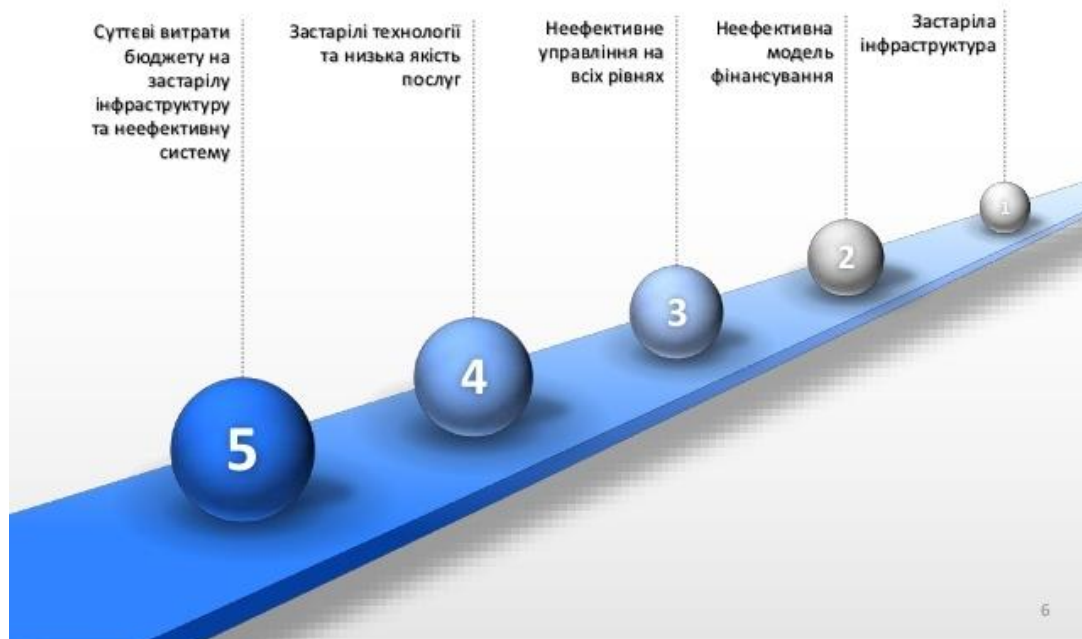 Суттєві витрати
бюджету на
застарілу
інфраструктуру
та неефективну
систему
Застарілі технології
та низька якість
послуг
Неефективне
управління на
всіх рівнях
Неефективна
модель
фінансування
Застаріла
інфраструктура
5
4
3
2
1
6